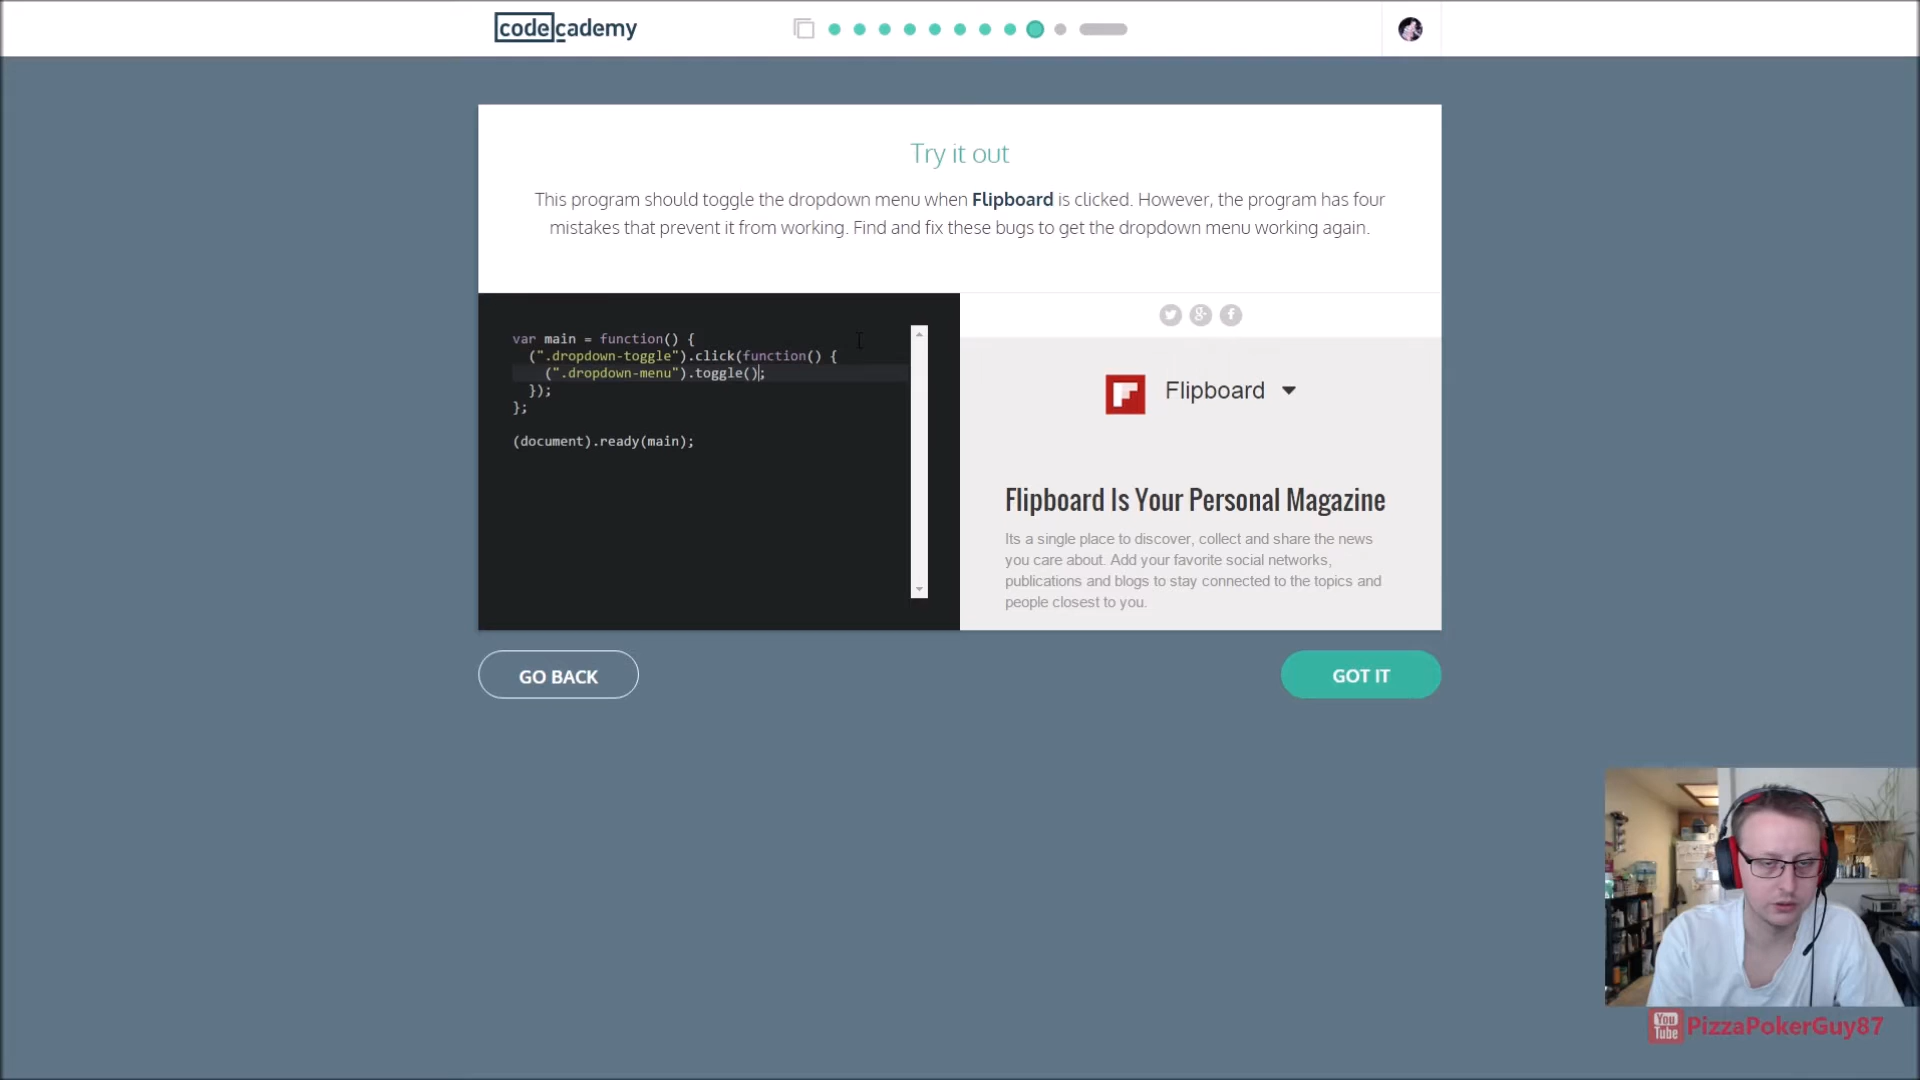 codecademy
Try it out
This program should toggle the dropdown menu when Flipboard is clicked. However, the program has four
mistakes that prevent it from working. Find and fix these bugs to get the dropdown menu working again.
var main = function() {
(".dropdown-toggle").click(function() {
(".dropdown-menu").toggle();
});
};
(document).ready(main);
Flipboard
Flipboard Is Your Personal Magazine
Its a single place to discover, collect and share the news
you care about. Add your favorite social networks,
publications and blogs to stay connected to the topics and
people closest to you.
GO BACK
GOT IT
You Tube PizzaPokerGuy87